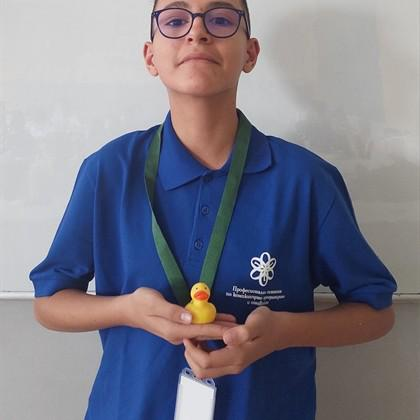 Професионална гимназия
по компютърно програмиране
и иновации